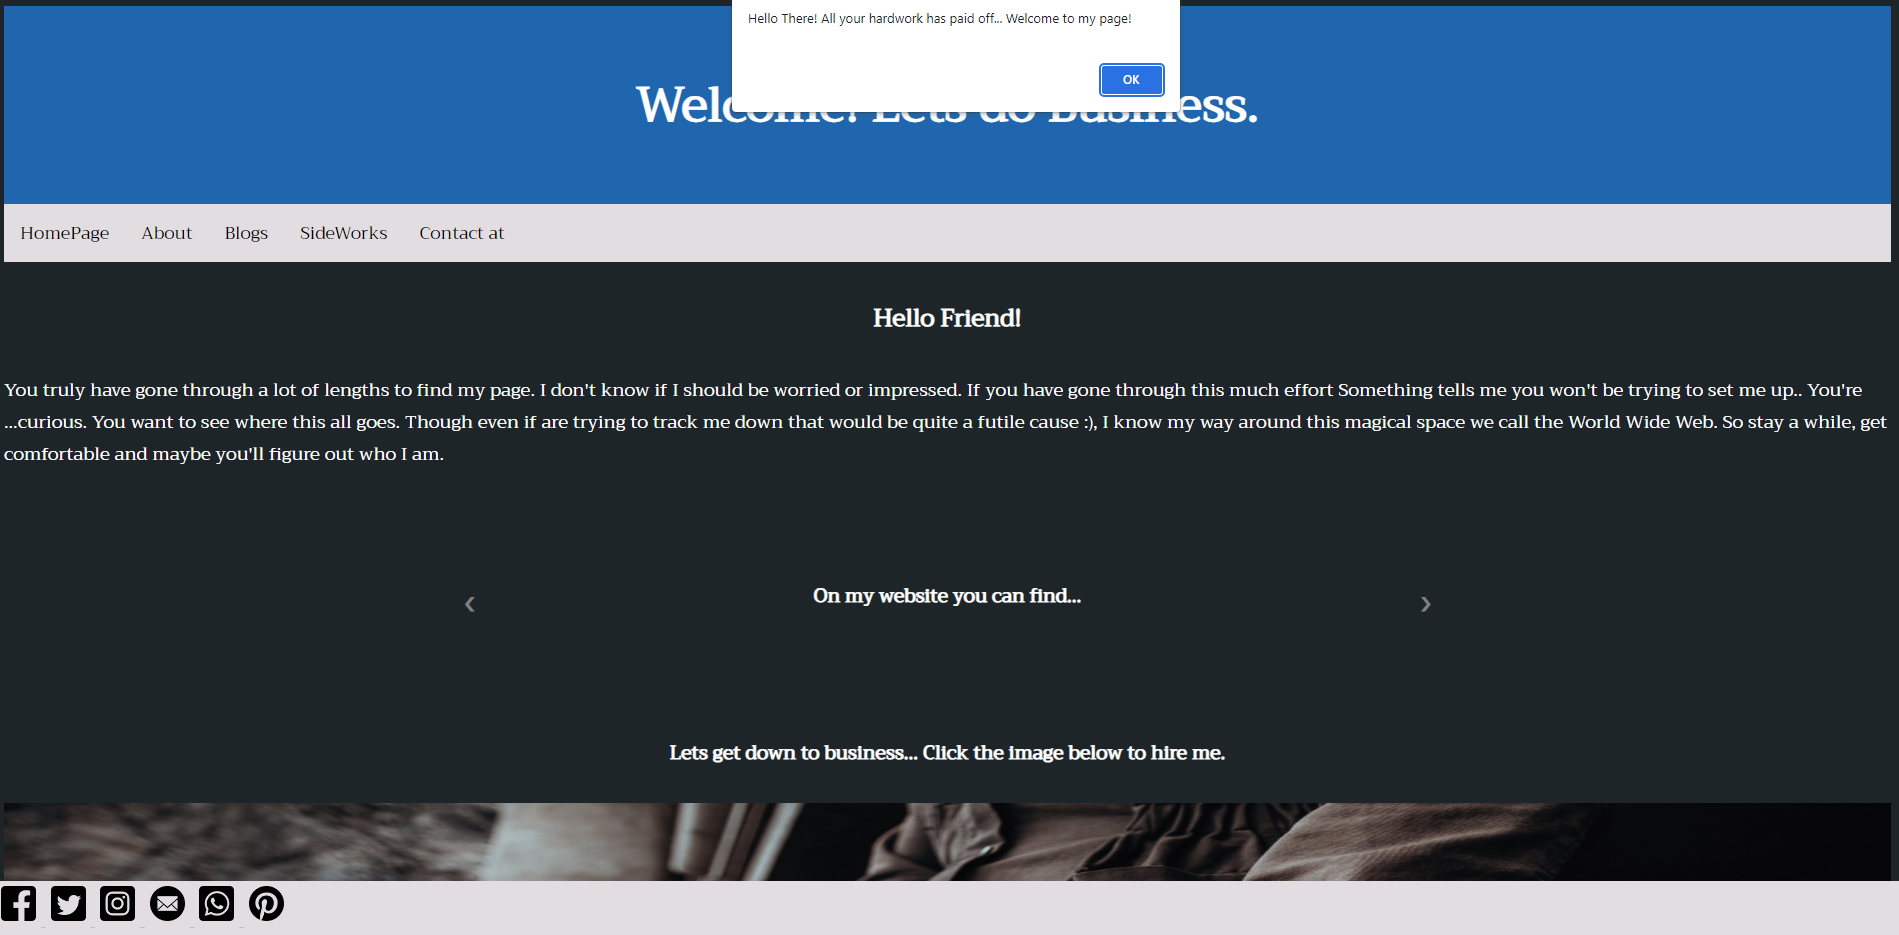 Hello There! All your hardwork has paid off... Welcome to my page!
OK
Welcome! Lets do Business.
HomePage About Blogs SideWorks Contact at
Hello Friend!
You truly have gone through a lot of lengths to find my page. I don't know if I should be worried or impressed. If you have gone through this much effort Something tells me you won't be trying to set me up.. You're
...curious. You want to see where this all goes. Though even if are trying to track me down that would be quite a futile cause :), I know my way around this magical space we call the World Wide Web. So stay a while, get
comfortable and maybe you'll figure out who I am.
On my website you can find...
Lets get down to business... Click the image below to hire me.